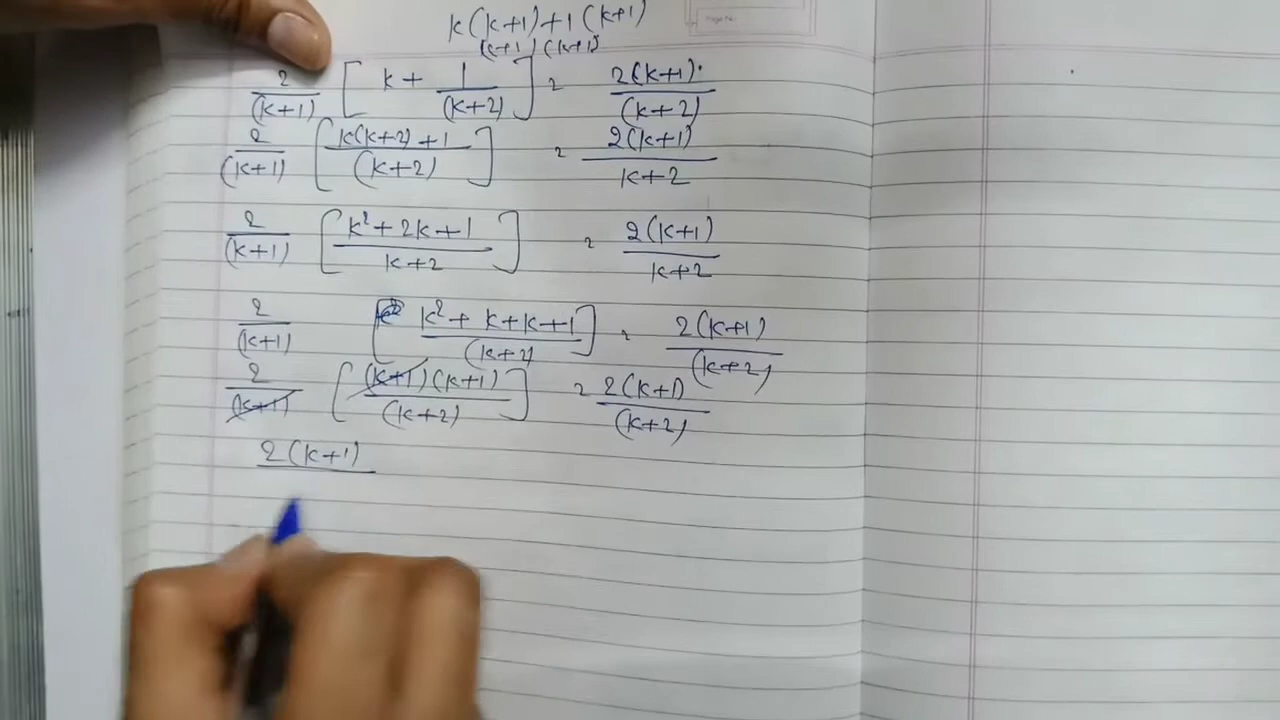 k(k+1)+1(k+1)
(k+1)(k+1)
2/(k+1) [k + 1/(k+2)] = 2(k+1)/(k+2)
2/(k+1) [k(k+2)+1/(k+2)] = 2(k+1)/k+2
2/(k+1) [k²+2k+1/k+2] = 2(k+1)/k+2
2/(k+1) [k²+k+k+1/(k+2)] = 2(k+1)/(k+2)
2/(k+1) [(k+1)(k+1)/(k+2)] = 2(k+1)/(k+2)
2(k+1)